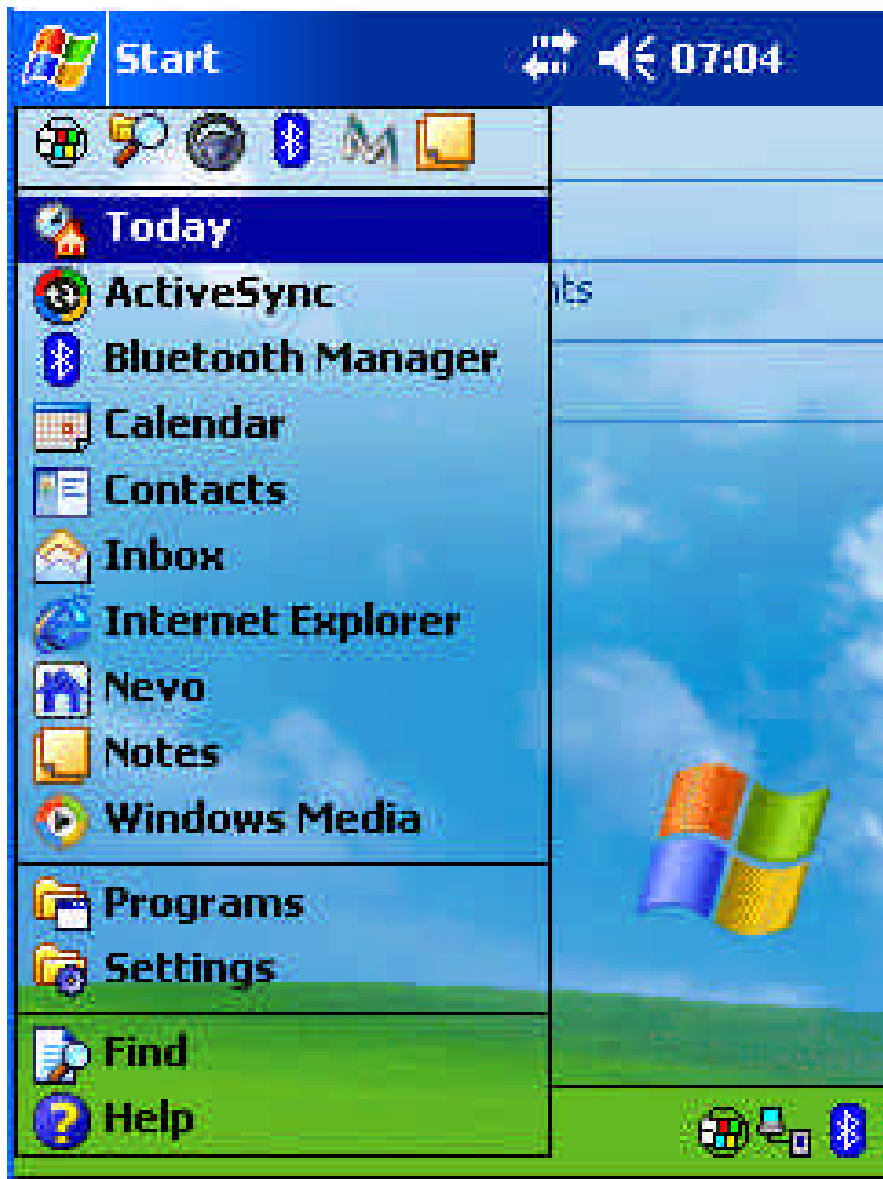 Start 07:04
Today
ActiveSync
nts
Bluetooth Manager
Calendar
Contacts
Inbox
Internet Explorer
Nevo
Notes
Windows Media
Programs
Settings
Find
Help